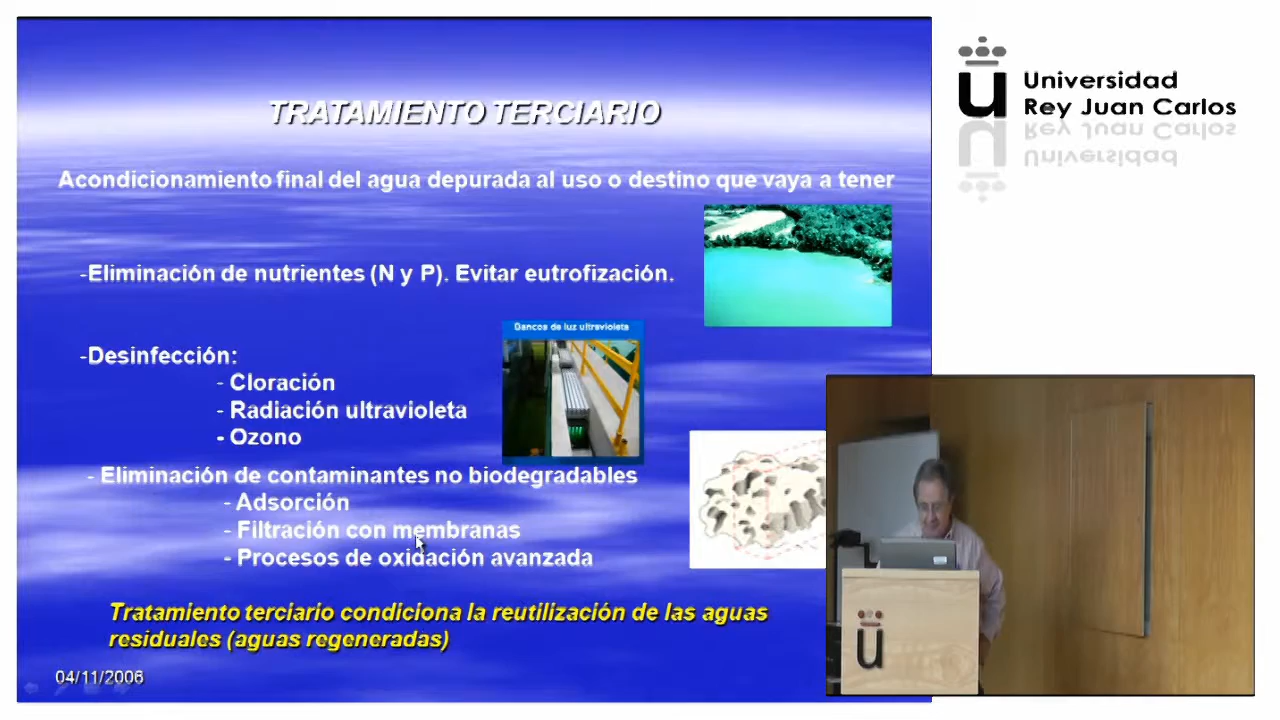 TRATAMIENTO TERCIARIO
Acondicionamiento final del agua depurada al uso o destino que vaya a tener
-Eliminación de nutrientes (N y P). Evitar eutrofización.
Bancos de luz ultravioleta
-Desinfección:
- Cloración
- Radiación ultravioleta
- Ozono
- Eliminación de contaminantes no biodegradables
- Adsorción
- Filtración con membranas
- Procesos de oxidación avanzada
Tratamiento terciario condiciona la reutilización de las aguas
residuales (aguas regeneradas)
04/11/2006
u Universidad
Rey Juan Carlos
u